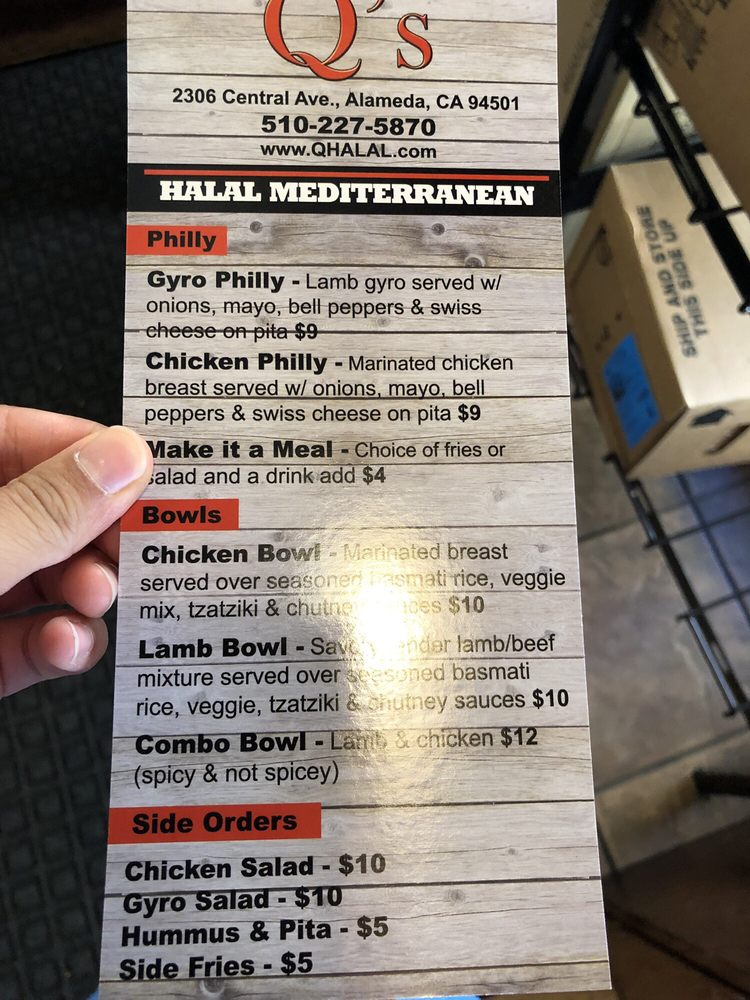 Q's
2306 Central Ave., Alameda, CA 94501
510-227-5870
www.QHALAL.com
HALAL MEDITERRANEAN
Philly
Gyro Philly - Lamb gyro served w/
onions, mayo, bell peppers & swiss
cheese on pita $9
Chicken Philly - Marinated chicken
breast served w/ onions, mayo, bell
peppers & swiss cheese on pita $9
Make it a Meal - Choice of fries or
salad and a drink add $4
Bowls
Chicken Bowl - Marinated breast
served over seasoned basmati rice, veggie
mix, tzatziki & chutney sauces $10
Lamb Bowl - Savory tender lamb/beef
mixture served over seasoned basmati
rice, veggie, tzatziki & chutney sauces $10
Combo Bowl - Lamb & chicken $12
(spicy & not spicey)
Side Orders
Chicken Salad - $10
Gyro Salad - $10
Hummus & Pita - $5
Side Fries - $5
SHIP AND STORE
THIS SIDE UP